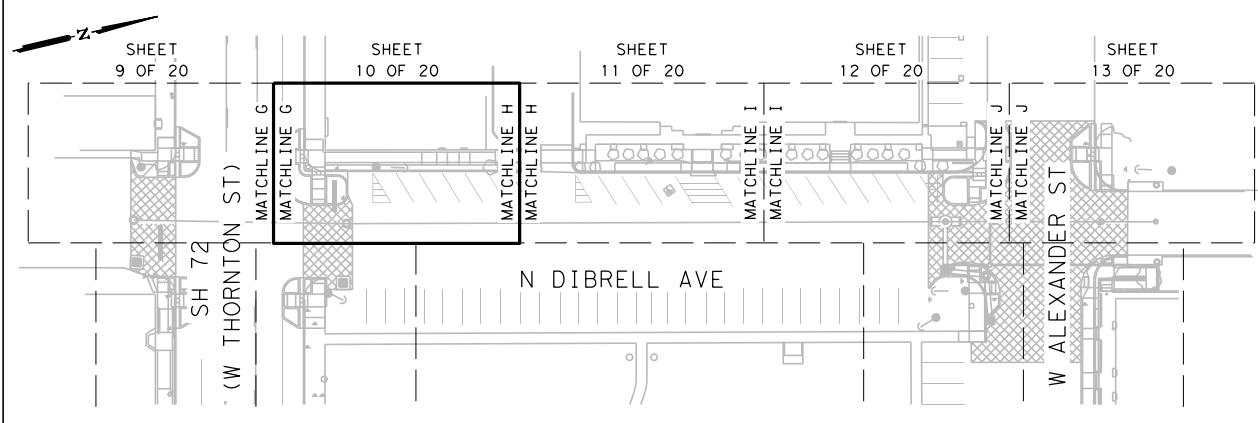 N
SHEET
9 OF 20
SHEET
10 OF 20
SHEET
11 OF 20
SHEET
12 OF 20
SHEET
13 OF 20
MATCHLINE G
MATCHLINE G
MATCHLINE H
MATCHLINE H
MATCHLINE I
MATCHLINE I
MATCHLINE J
MATCHLINE J
SH 72
(W THORNTON ST)
N DIBRELL AVE
W ALEXANDER ST